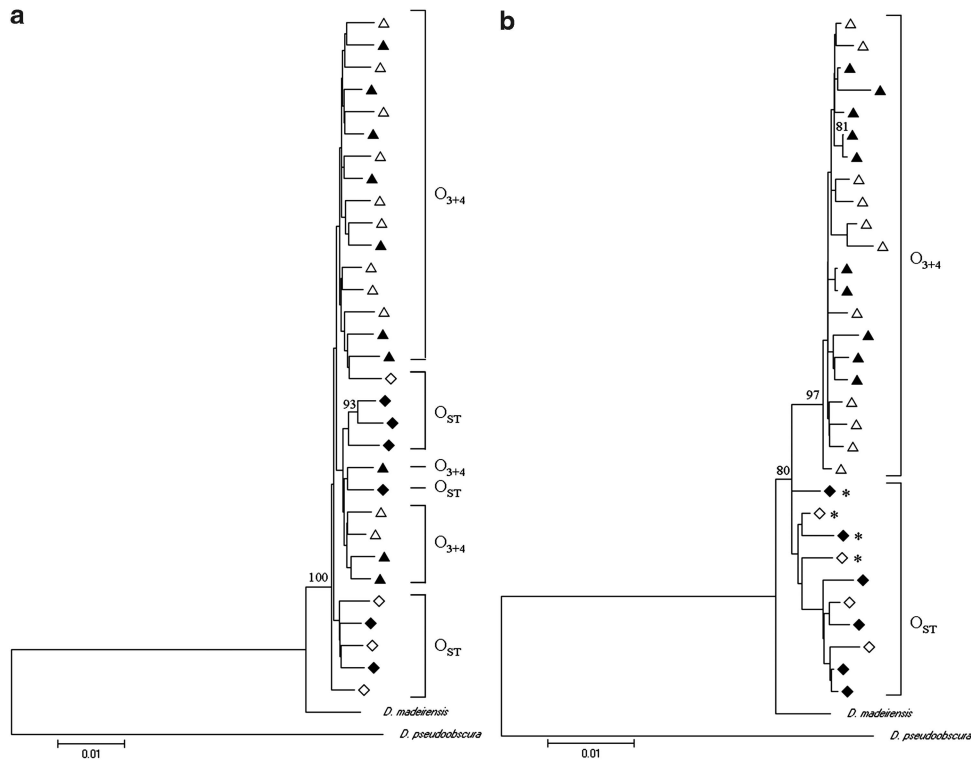 a
O3+4
93
OST
O3+4
OST
O3+4
100
OST
D. madeirensis
D. pseudoobscura
0.01
b
81
O3+4
97
80
*
*
*
*
OST
D. madeirensis
D. pseudoobscura
0.01